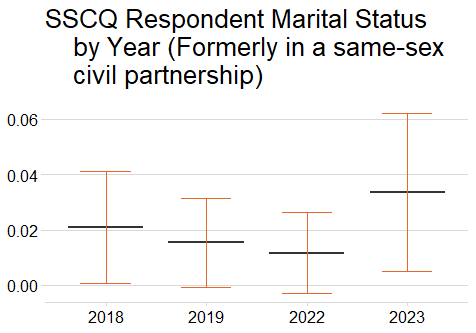 SSCQ Respondent Marital Status
by Year (Formerly in a same-sex
civil partnership)
0.06
0.04
0.02
0.00
2018 2019 2022 2023